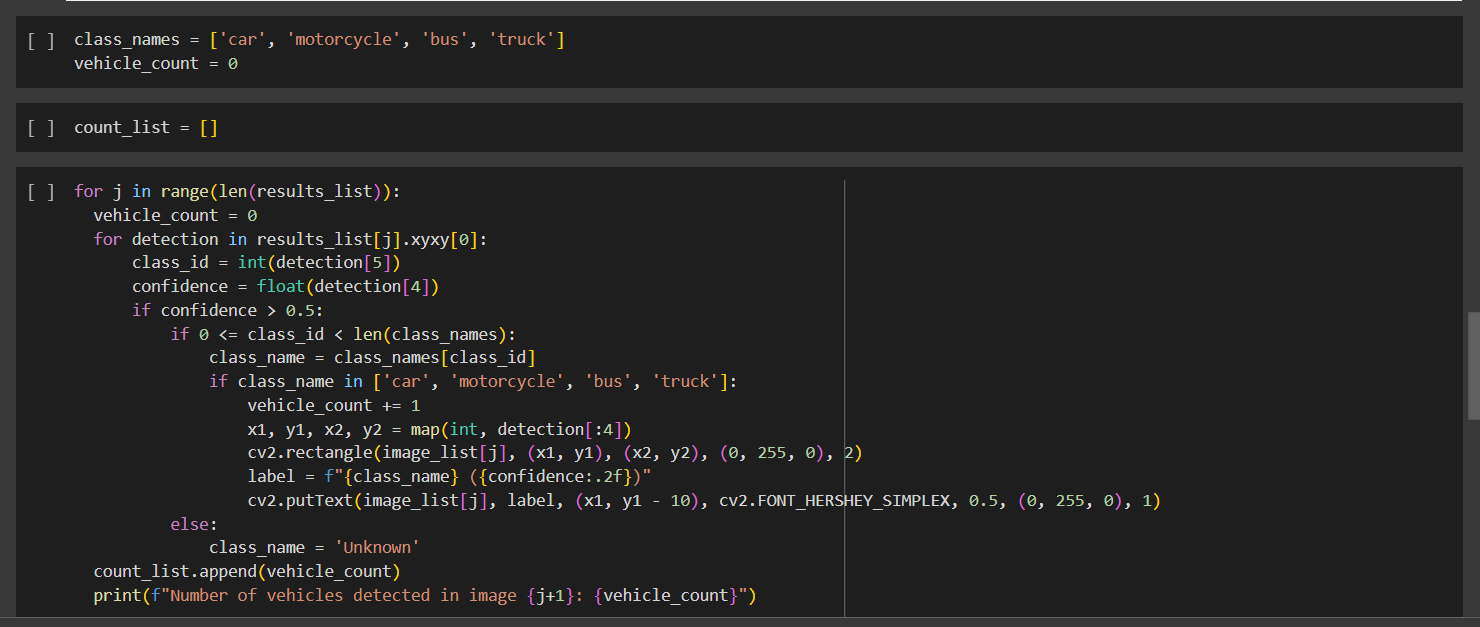 [ ] class_names = ['car', 'motorcycle', 'bus', 'truck']
vehicle_count = 0
[ ] count_list = []
[ ] for j in range(len(results_list)):
  vehicle_count = 0
  for detection in results_list[j].xyxy[0]:
      class_id = int(detection[5])
      confidence = float(detection[4])
      if confidence > 0.5:
          if 0 <= class_id < len(class_names):
              class_name = class_names[class_id]
              if class_name in ['car', 'motorcycle', 'bus', 'truck']:
                  vehicle_count += 1
                  x1, y1, x2, y2 = map(int, detection[:4])
                  cv2.rectangle(image_list[j], (x1, y1), (x2, y2), (0, 255, 0), 2)
                  label = f"{class_name} ({confidence:.2f})"
                  cv2.putText(image_list[j], label, (x1, y1 - 10), cv2.FONT_HERSHEY_SIMPLEX, 0.5, (0, 255, 0), 1)
          else:
              class_name = 'Unknown'
  count_list.append(vehicle_count)
  print(f"Number of vehicles detected in image {j+1}: {vehicle_count}")